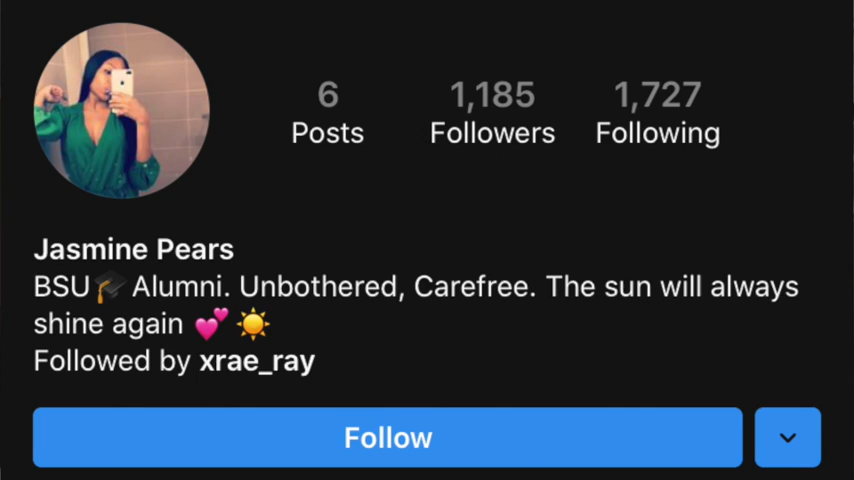 6 1,185 1,727
Posts Followers Following
Jasmine Pears
BSU🎓Alumni. Unbothered, Carefree. The sun will always
shine again 💕☀️
Followed by xrae_ray
Follow